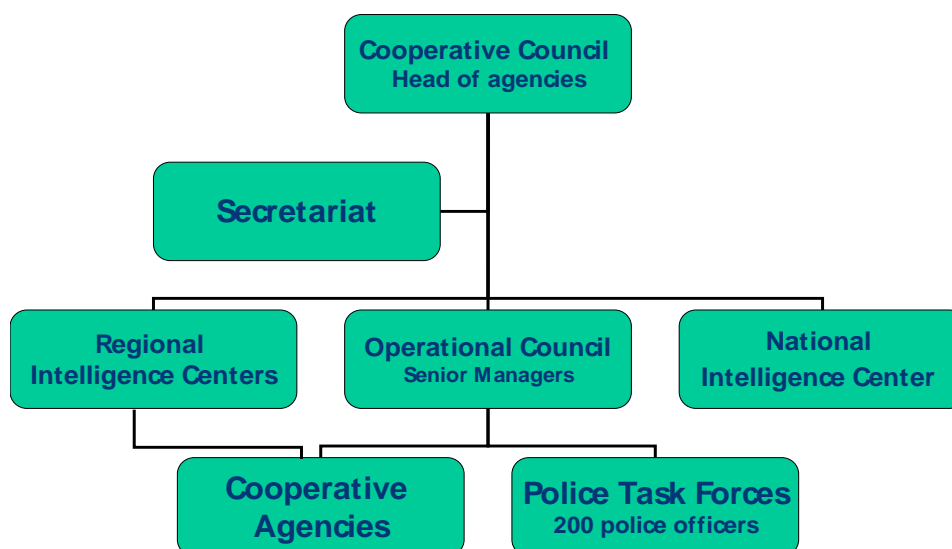 Cooperative Council
Head of agencies
Secretariat
Regional
Intelligence Centers
Operational Council
Senior Managers
National
Intelligence Center
Cooperative
Agencies
Police Task Forces
200 police officers